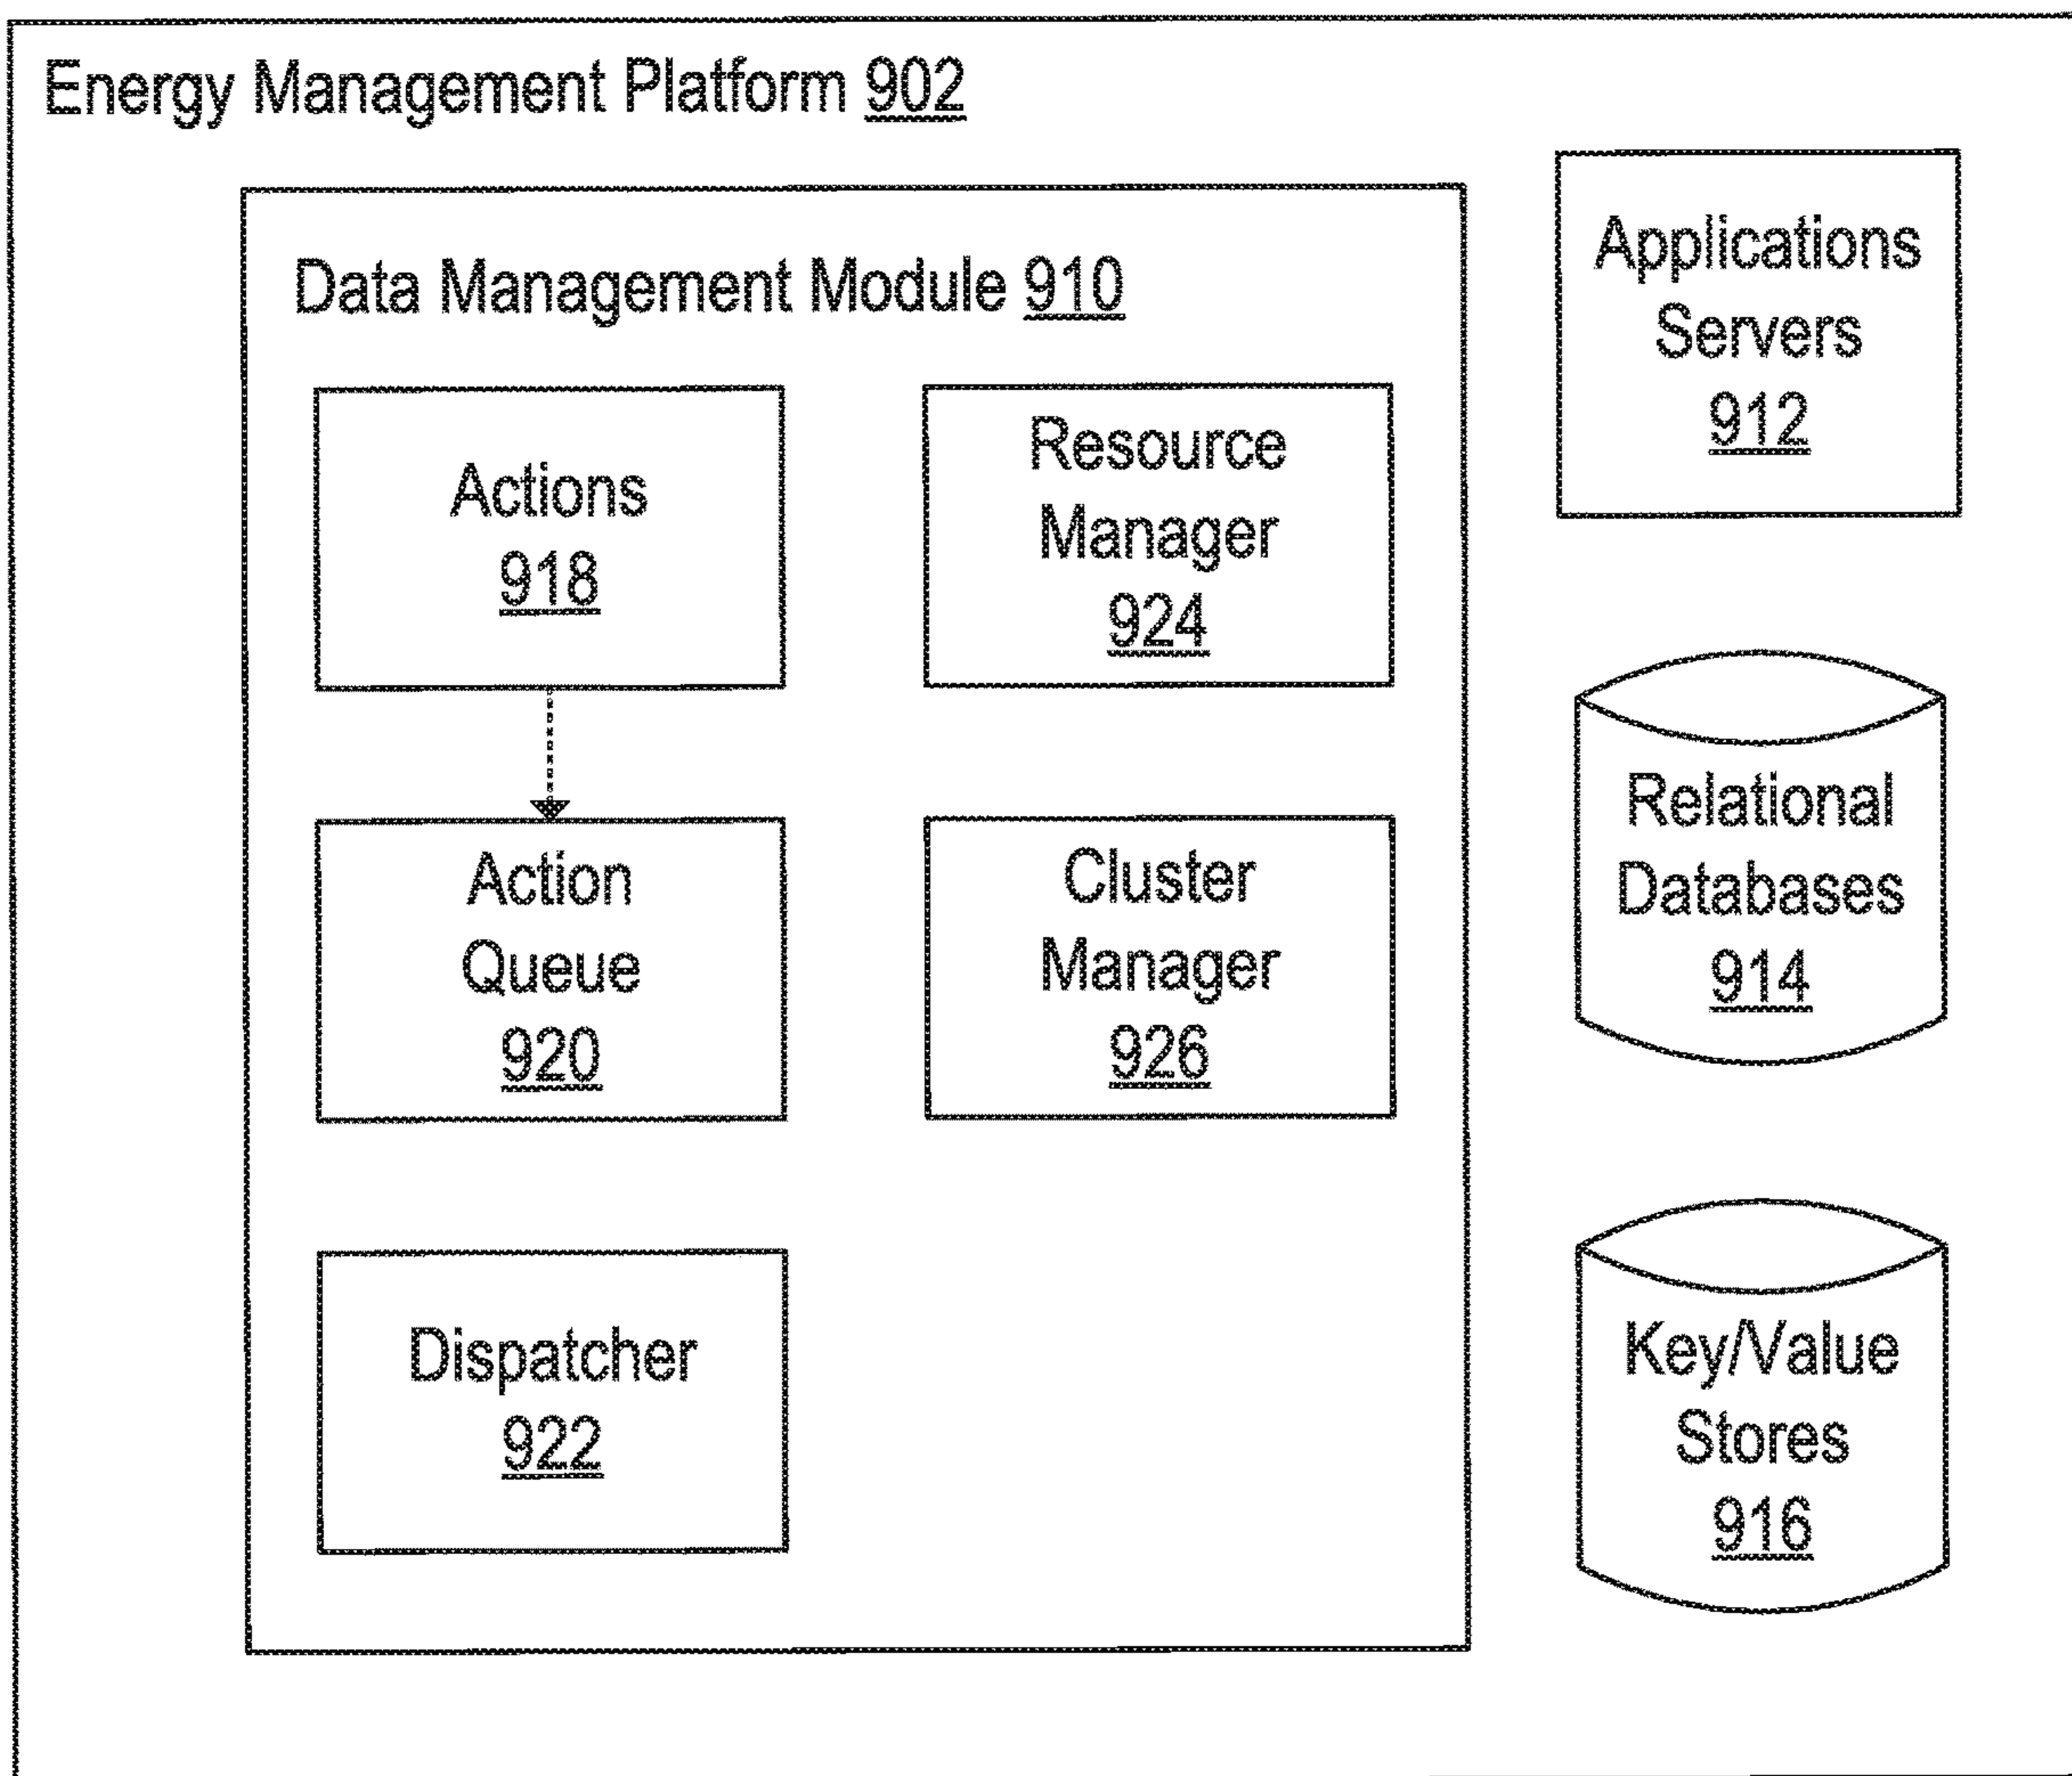 Energy Management Platform 902
Data Management Module 910
Actions
918
Resource
Manager
924
Action
Queue
920
Cluster
Manager
926
Dispatcher
922
Applications
Servers
912
Relational
Databases
914
Key/Value
Stores
916